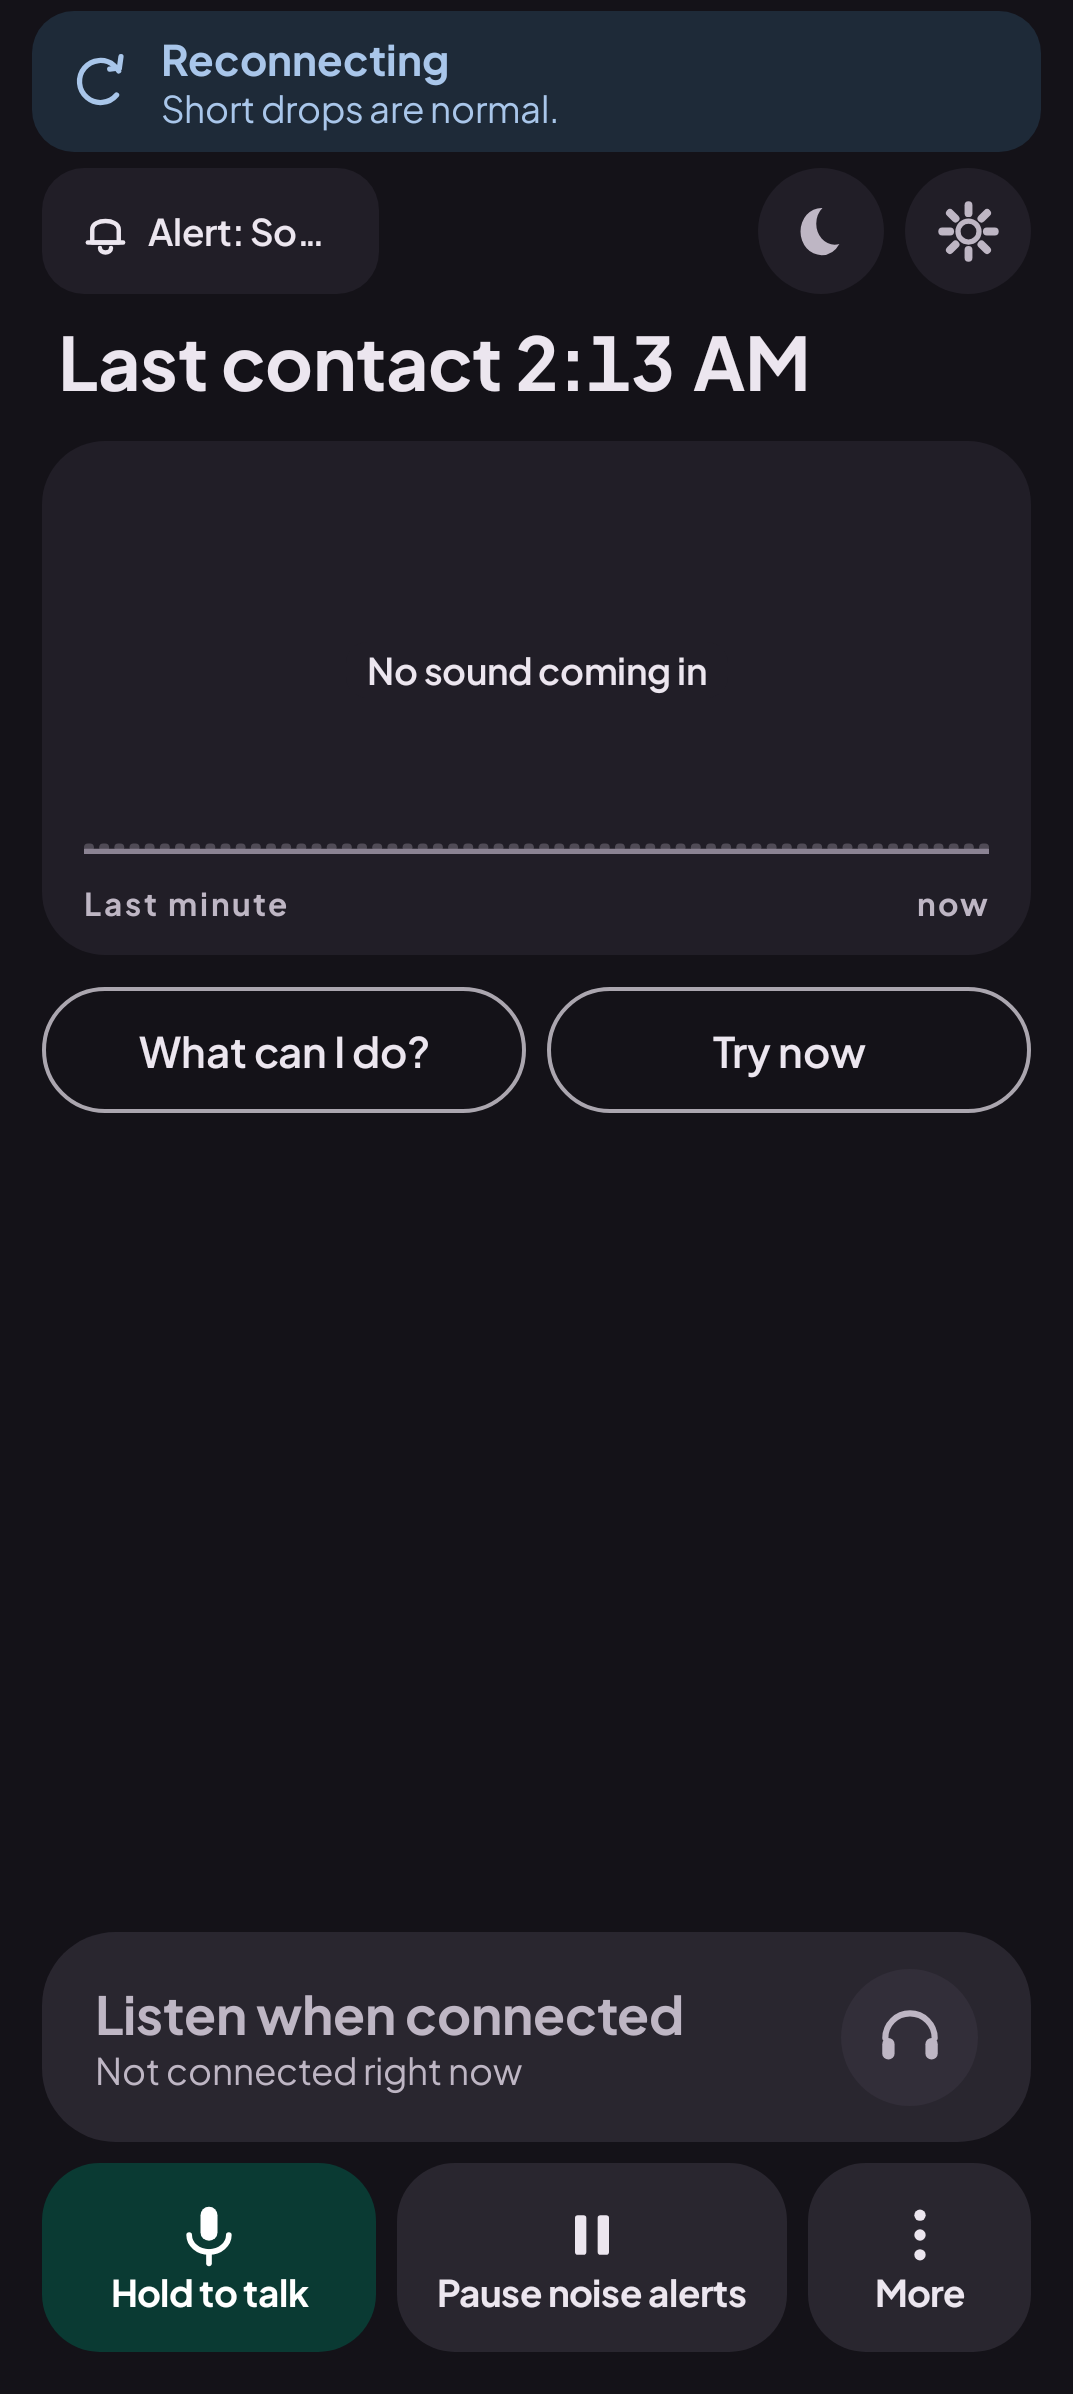 Reconnecting
Short drops are normal.
Alert: So...
Last contact 2:13 AM
No sound coming in
Last minute
now
What can I do?
Try now
Listen when connected
Not connected right now
Hold to talk
Pause noise alerts
More